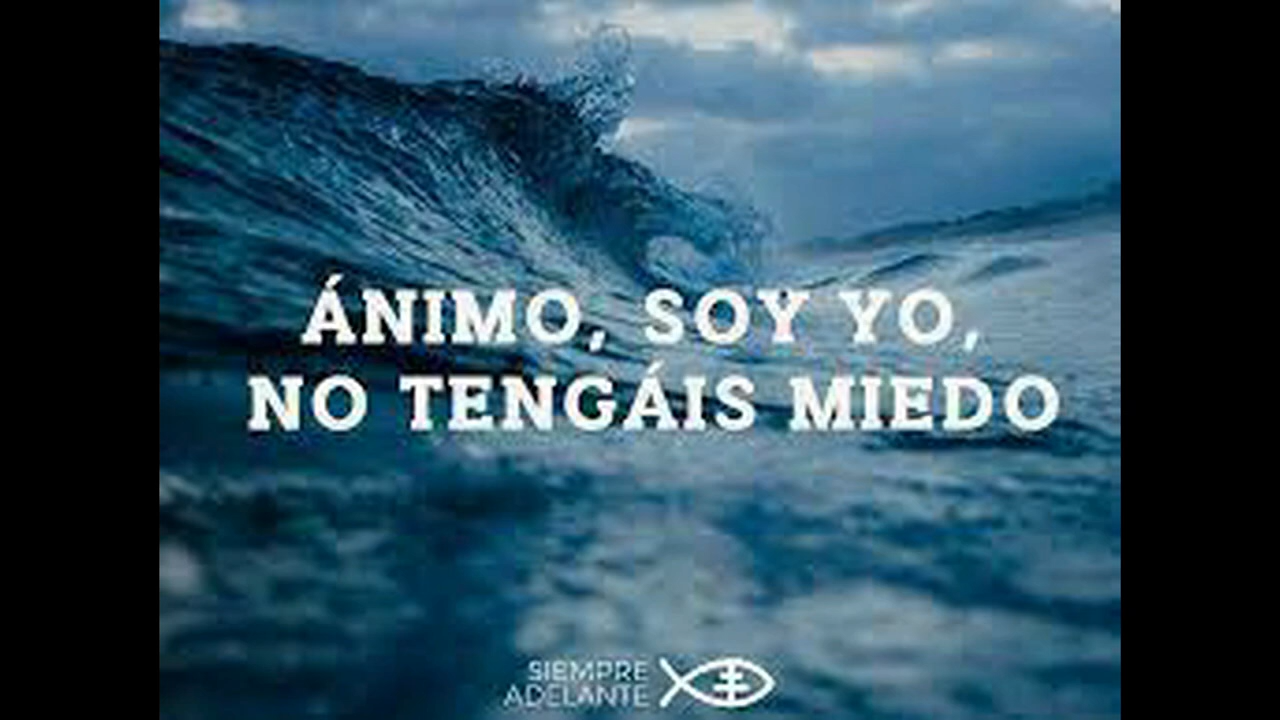 ÁNIMO, SOY YO,
NO TENGÁIS MIEDO
SIEMPRE
ADELANTE